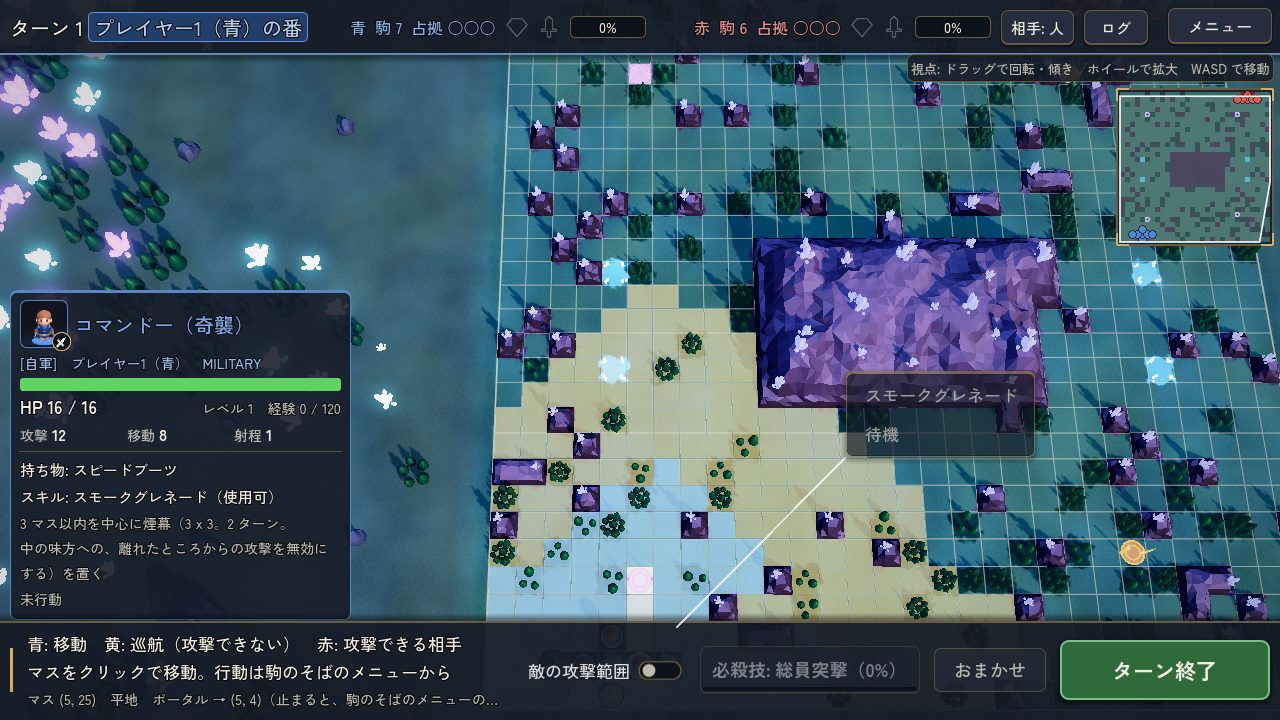 ターン 1 プレイヤー1（青）の番 青 駒 7 占拠 〇〇〇 0% 赤 駒 6 占拠 〇〇〇 0% 相手: 人 ログ メニュー
視点: ドラッグで回転・傾き ホイールで拡大 WASD で移動
コマンドー（奇襲）
[自軍] プレイヤー1（青） MILITARY
HP 16 / 16 レベル 1 経験 0 / 120
攻撃 12 移動 8 射程 1
持ち物: スピードブーツ
スキル: スモークグレネード（使用可）
3 マス以内を中心に煙幕（3 x 3。2 ターン。
中の味方への、離れたところからの攻撃を無効に
する）を置く
未行動
スモークグレネード
待機
青: 移動 黄: 巡航（攻撃できない） 赤: 攻撃できる相手
マスをクリックで移動。行動は駒のそばのメニューから
マス (5, 25) 平地 ポータル → (5, 4)（止まると、駒のそばのメニューの…
敵の攻撃範囲
必殺技: 総員突撃（0%）
おまかせ
ターン終了